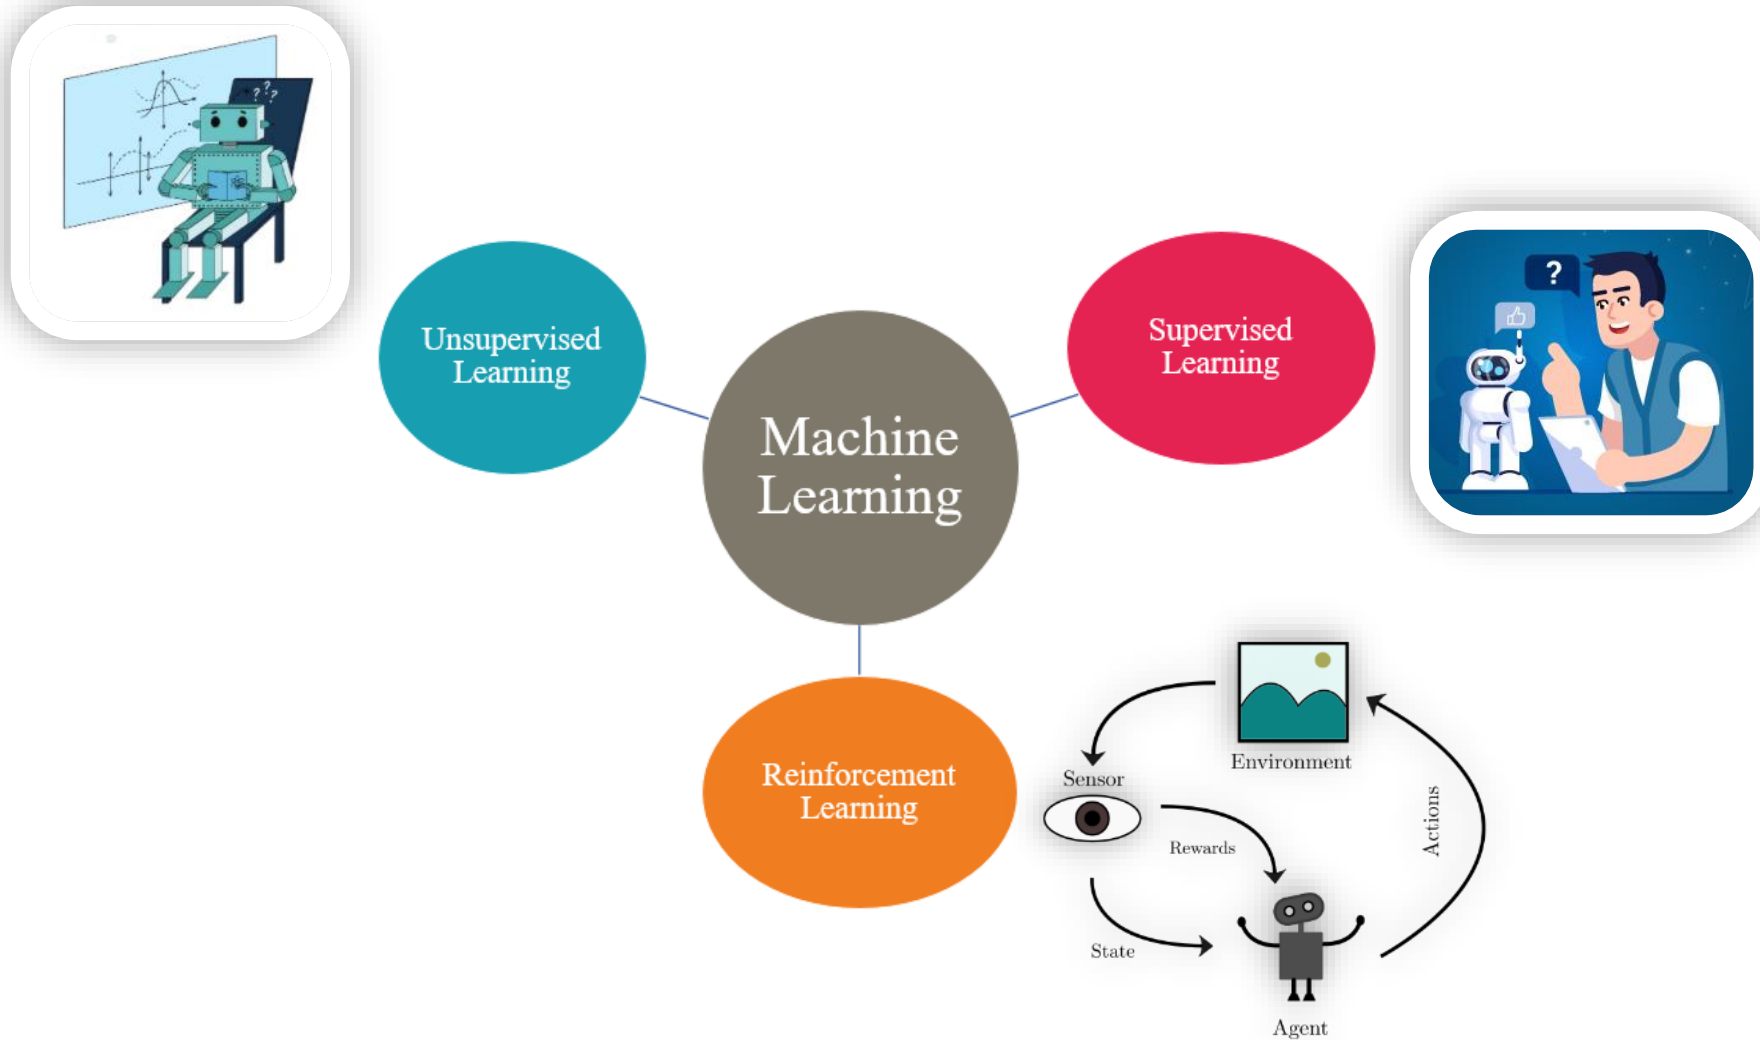 ? ? ?
Unsupervised
Learning
Machine
Learning
Supervised
Learning
?
Reinforcement
Learning
Environment
Sensor
Rewards
Actions
State
Agent